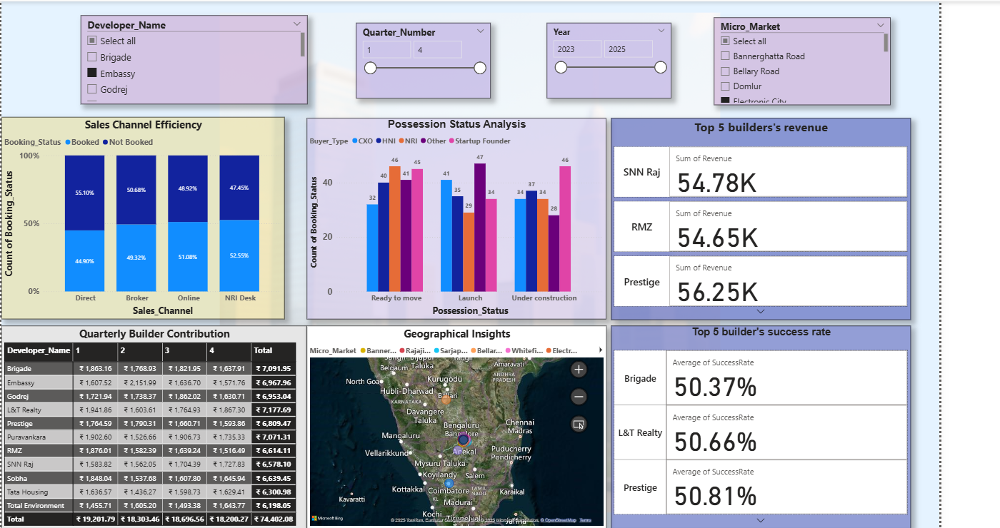 Developer_Name
Select all
Brigade
Embassy
Godrej
Quarter_Number
1 4
Year
2023 2025
Micro_Market
Select all
Bannerghatta Road
Bellary Road
Domlur
Electronic City
Sales Channel Efficiency
Booking_Status Booked Not Booked
Count of Booking_Status
100%
50%
0%
55.10% 50.68% 48.92% 47.45%
44.90% 49.32% 51.08% 52.55%
Direct Broker Online NRI Desk
Sales_Channel
Possession Status Analysis
Buyer_Type CXO HNI NRI Other Startup Founder
Count of Booking_Status
40
20
0
32 40 46 41 45
41 35 29 47 34
34 37 34 28 46
Ready to move Launch Under construction
Possession_Status
Top 5 builders's revenue
SNN Raj
Sum of Revenue
54.78K
RMZ
Sum of Revenue
54.65K
Prestige
Sum of Revenue
56.25K
Quarterly Builder Contribution
Developer_Name 1 2 3 4 Total
Brigade ₹ 1,863.16 ₹ 1,768.93 ₹ 1,821.95 ₹ 1,637.91 ₹ 7,091.95
Embassy ₹ 1,607.52 ₹ 2,151.99 ₹ 1,636.70 ₹ 1,571.76 ₹ 6,967.96
Godrej ₹ 1,721.94 ₹ 1,738.37 ₹ 1,862.02 ₹ 1,630.71 ₹ 6,953.04
L&T Realty ₹ 1,941.86 ₹ 1,603.61 ₹ 1,764.93 ₹ 1,867.30 ₹ 7,177.69
Prestige ₹ 1,764.59 ₹ 1,790.31 ₹ 1,660.71 ₹ 1,593.86 ₹ 6,809.47
Puravankara ₹ 1,902.60 ₹ 1,526.66 ₹ 1,906.73 ₹ 1,735.33 ₹ 7,071.31
RMZ ₹ 1,876.01 ₹ 1,582.39 ₹ 1,639.24 ₹ 1,516.49 ₹ 6,614.11
SNN Raj ₹ 1,583.82 ₹ 1,562.05 ₹ 1,704.39 ₹ 1,727.83 ₹ 6,578.10
Sobha ₹ 1,848.04 ₹ 1,537.68 ₹ 1,607.80 ₹ 1,645.94 ₹ 6,639.45
Tata Housing ₹ 1,636.57 ₹ 1,436.27 ₹ 1,598.73 ₹ 1,629.41 ₹ 6,300.98
Total Environment ₹ 1,455.71 ₹ 1,605.20 ₹ 1,493.38 ₹ 1,643.77 ₹ 6,198.05
Total ₹ 19,201.79 ₹ 18,303.46 ₹ 18,696.56 ₹ 18,200.27 ₹ 74,402.08
Geographical Insights
Micro_Market Banner... Rajaji... Sarjap... Bellar... Whitefi... Electr...
Belgaum Taluka Amaravati
ANDHRA
PRADESH
North Goa Kurugodu
Hubli-Dharwad Ballari
KARNATAKA
Davangere
Taluka
Bengaluru
Bangalore
Chennai
Madras
Mangaluru
Anekal
Vellarikkund
Puducherry
Pondicherry
Mysuru Taluka
Koyilandy Salem
Kottakkal Coimbatore TAMIL
NADU
Karaikal
KL
Kavaratti Madurai
Kochi
Jaffna
Microsoft Bing © 2025 TomTom, © OpenStreetMap Terms
Top 5 builder's success rate
Brigade
Average of SuccessRate
50.37%
L&T Realty
Average of SuccessRate
50.66%
Prestige
Average of SuccessRate
50.81%